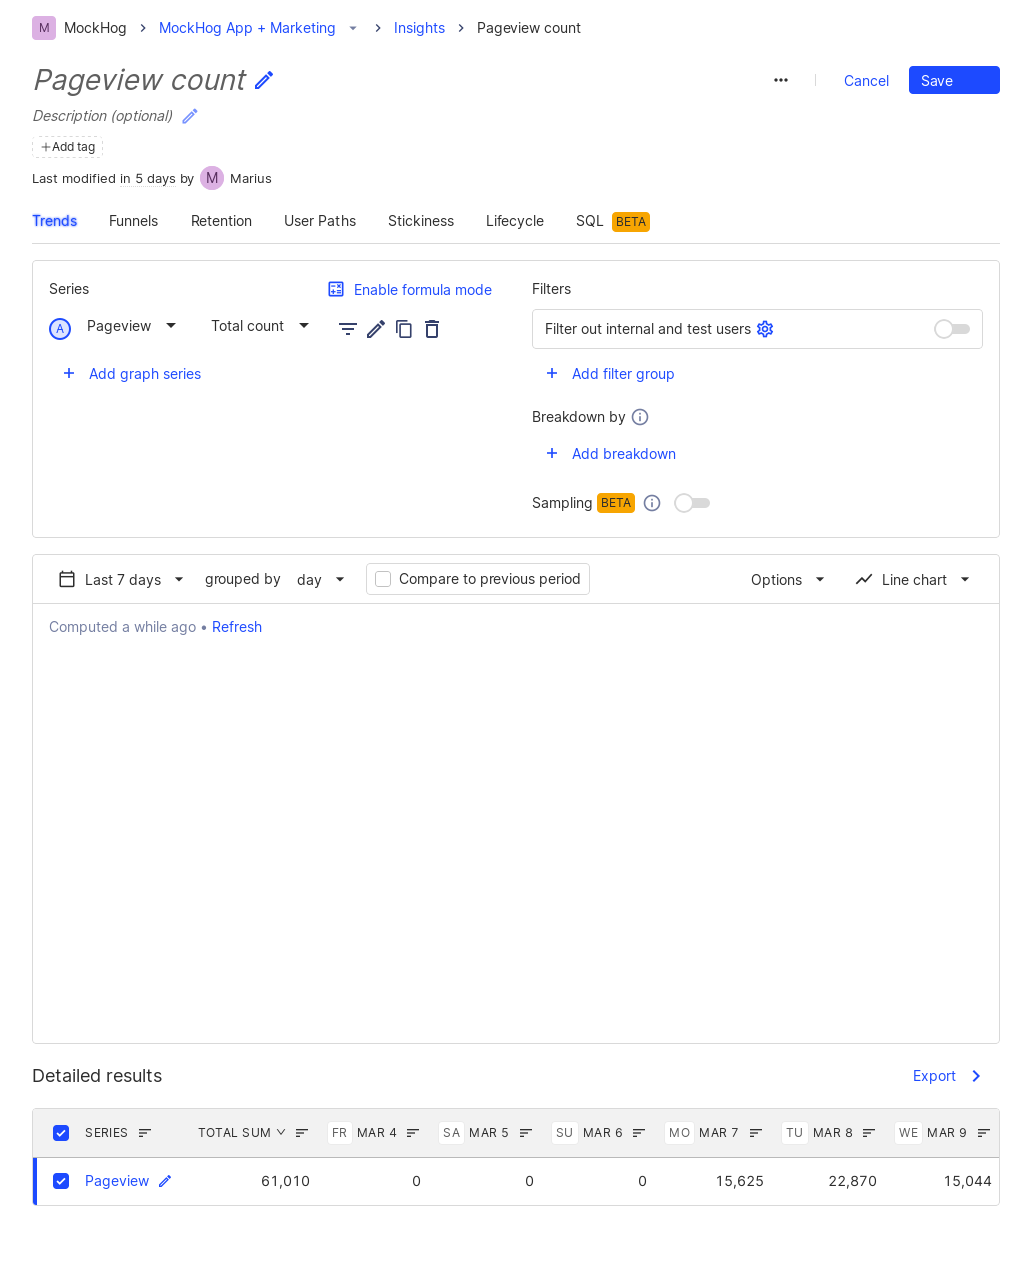 M MockHog MockHog App + Marketing Insights Pageview count
Pageview count
Cancel Save
Description (optional)
Add tag
Last modified in 5 days by M Marius
Trends Funnels Retention User Paths Stickiness Lifecycle SQL BETA
Series Enable formula mode
A Pageview Total count
Add graph series
Filters
Filter out internal and test users
Add filter group
Breakdown by
Add breakdown
Sampling BETA
Last 7 days grouped by day Compare to previous period Options Line chart
Computed a while ago • Refresh
Detailed results Export
SERIES TOTAL SUM FR MAR 4 SA MAR 5 SU MAR 6 MO MAR 7 TU MAR 8 WE MAR 9
Pageview 61,010 0 0 0 15,625 22,870 15,044